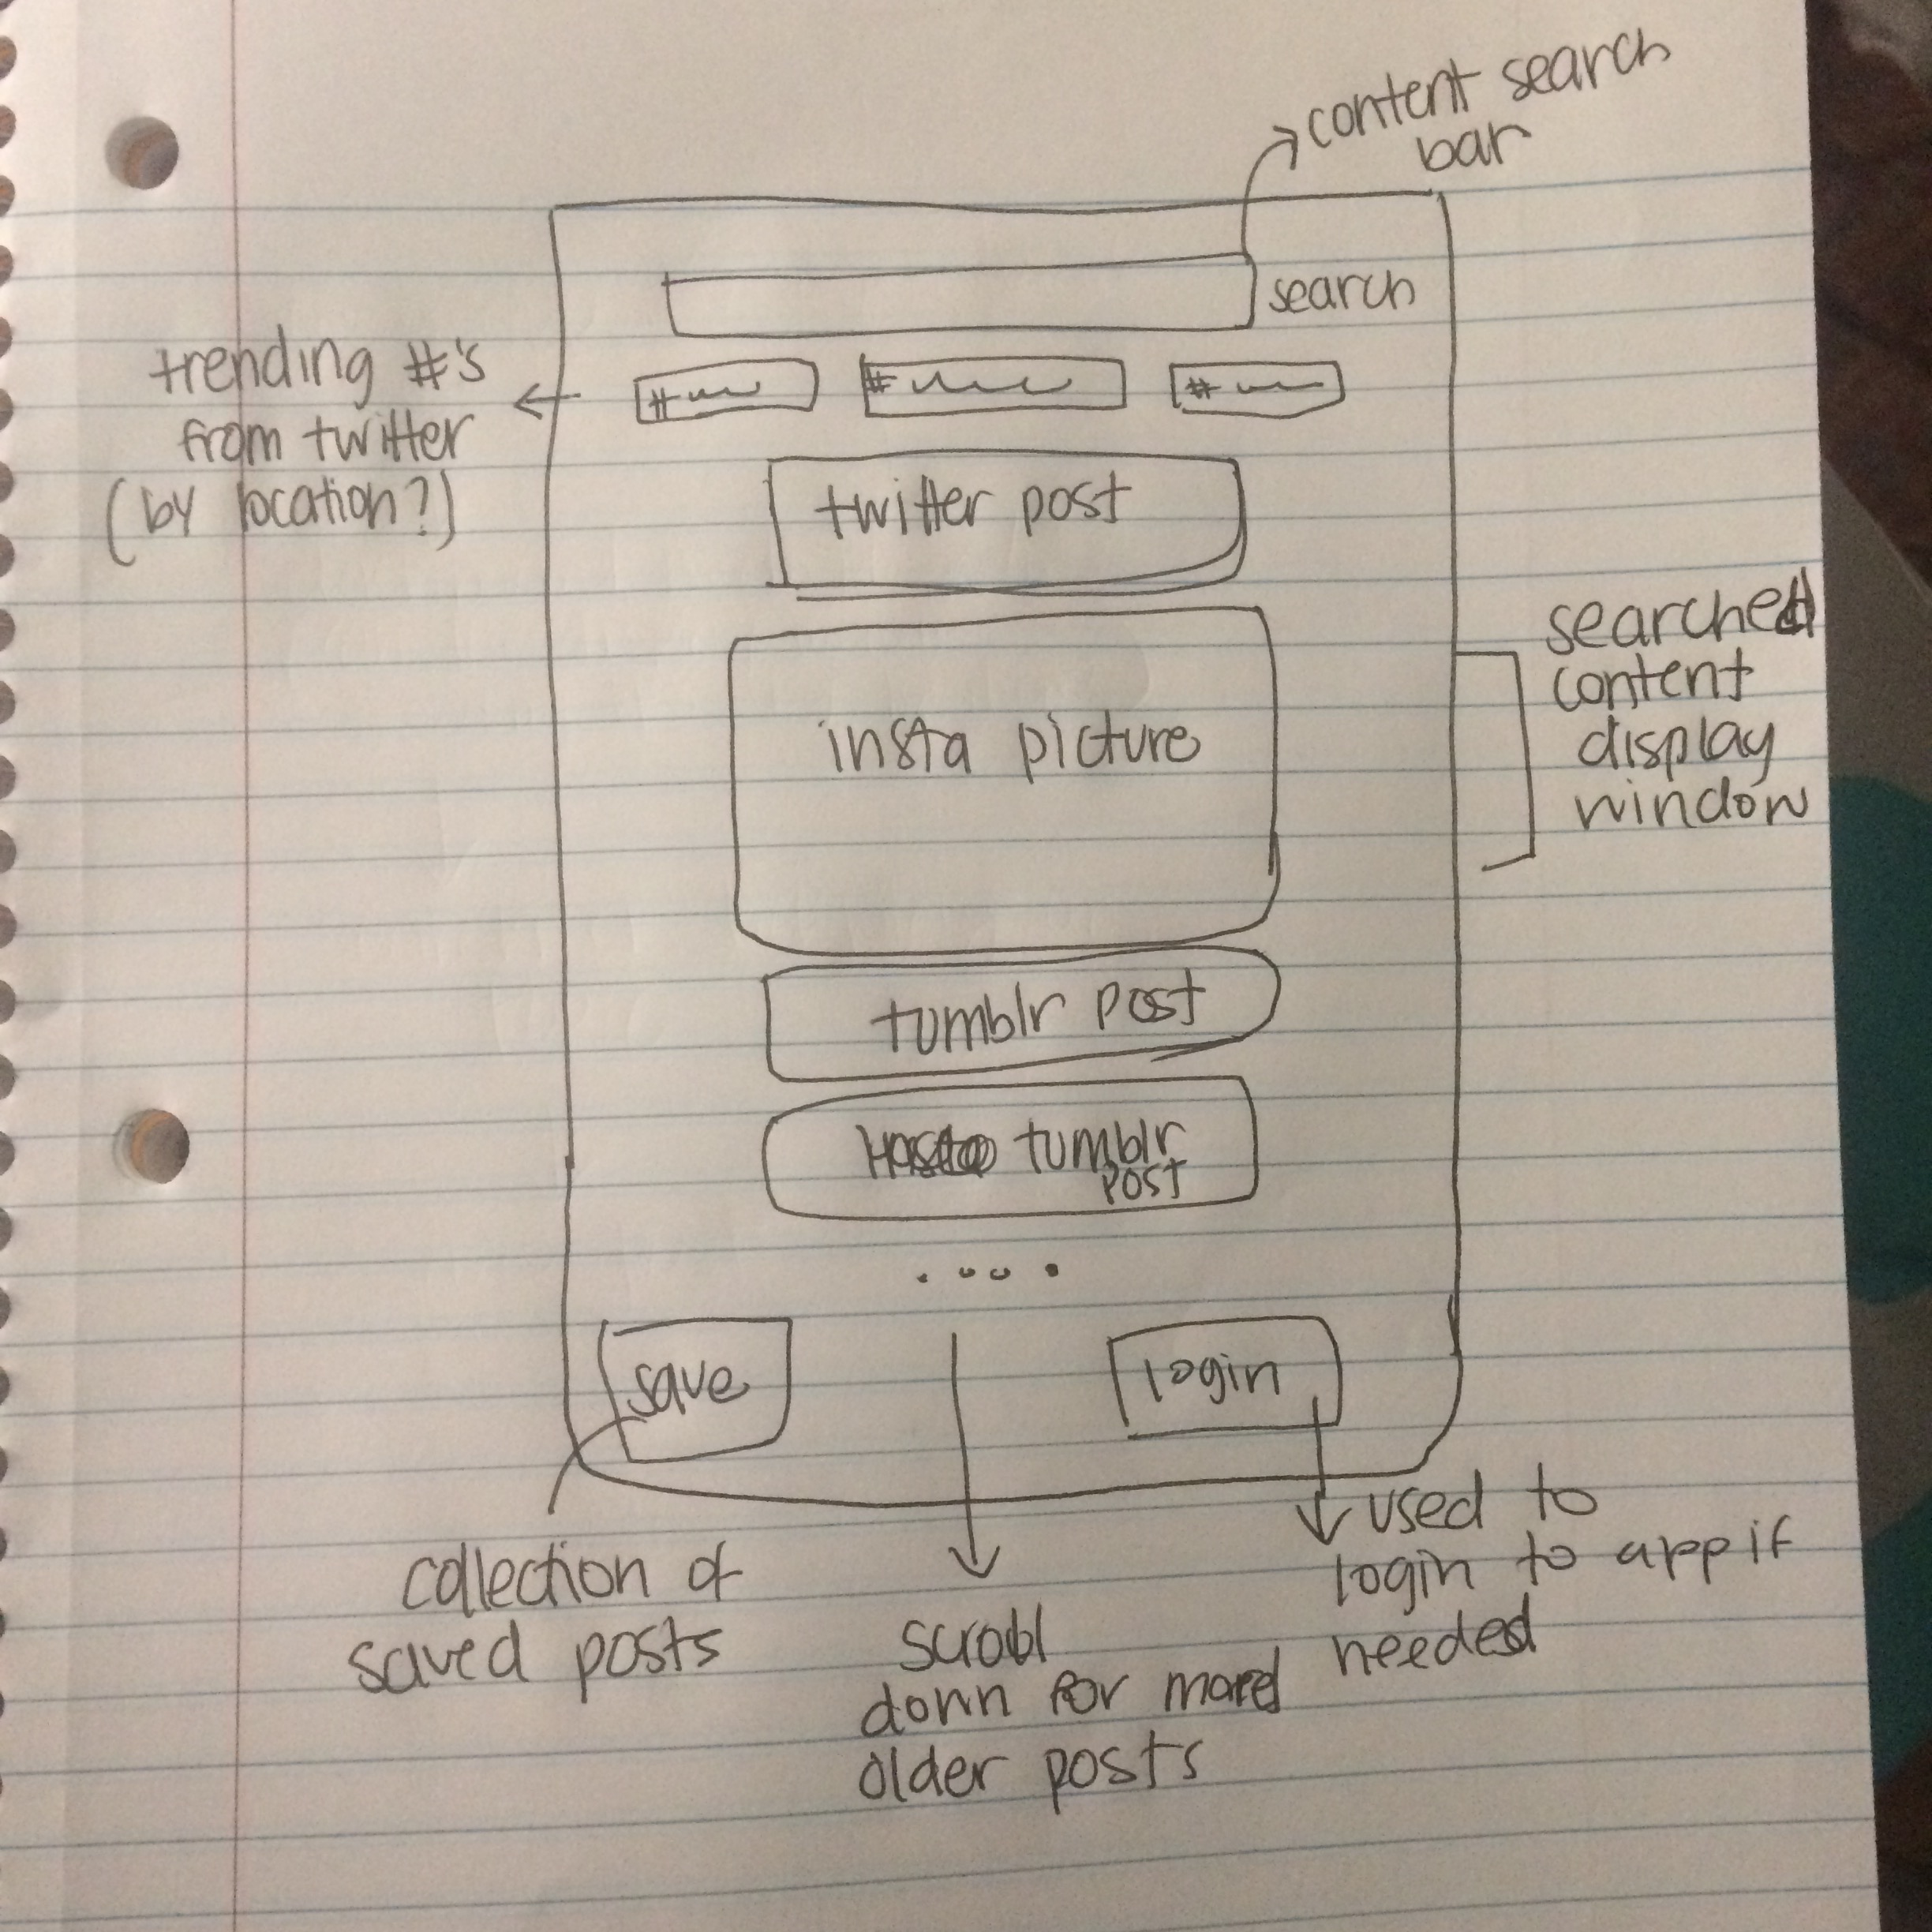 content search
bar
search
trending #'s
from twitter
(by location?)
#
#
#
twitter post
insta picture
searched
content
display
window
tumblr post
tumblr
post
....
save
login
collection of
saved posts
scroll
down for more
older posts
used to
login to app if
needed